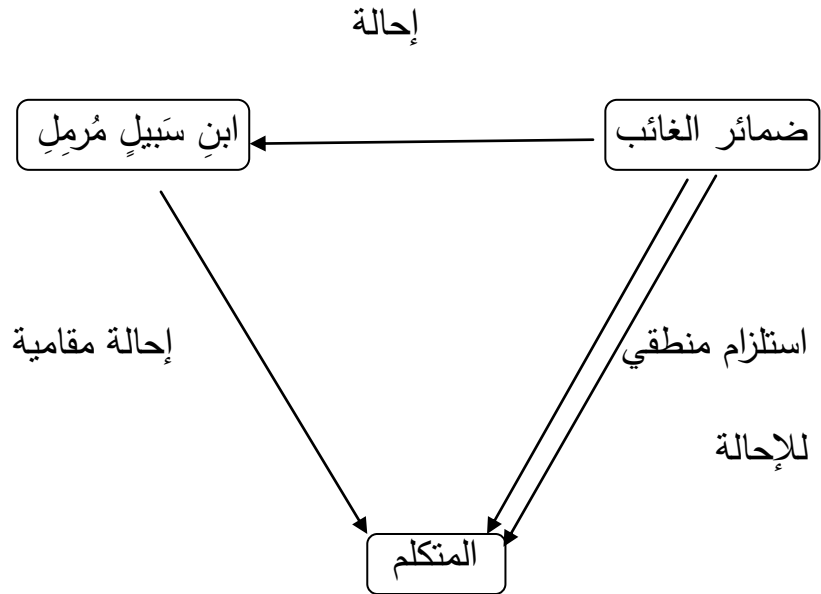 إحالة
ضمائر الغائب
ابنِ سَبيلٍ مُرمِلِ
استلزام منطقي
للإحالة
إحالة مقامية
المتكلم